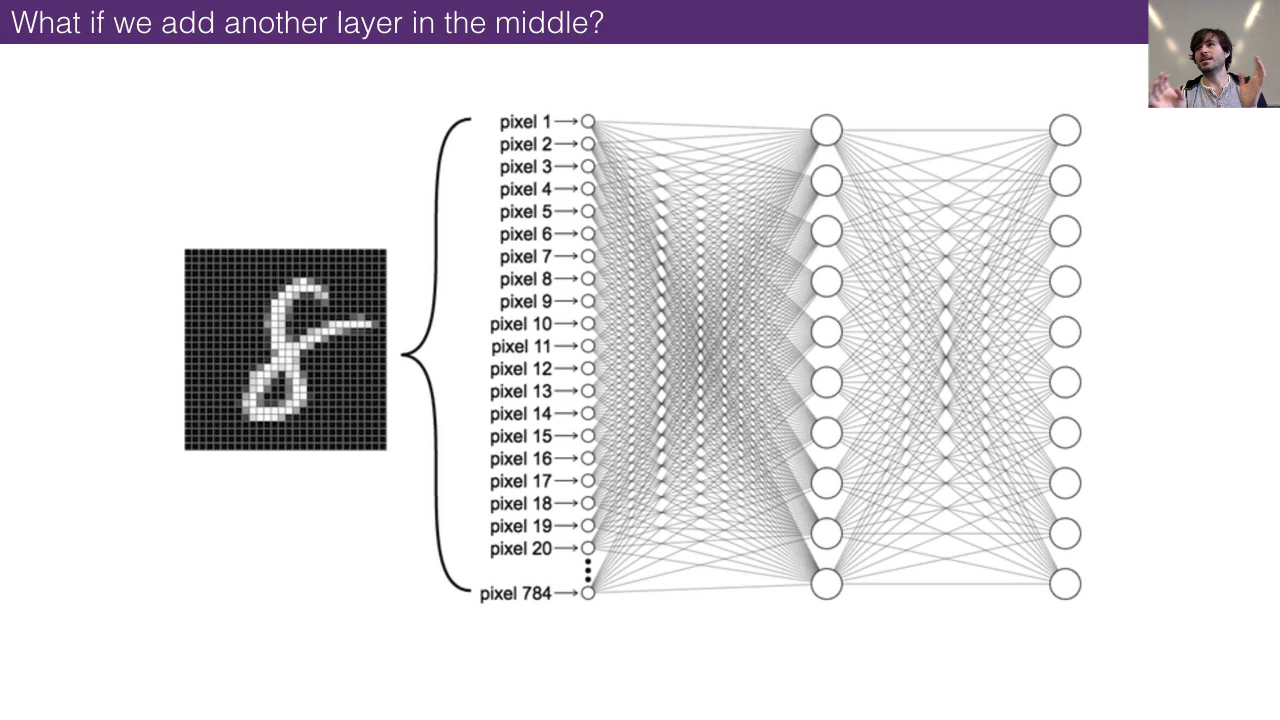 What if we add another layer in the middle?
pixel 1
pixel 2
pixel 3
pixel 4
pixel 5
pixel 6
pixel 7
pixel 8
pixel 9
pixel 10
pixel 11
pixel 12
pixel 13
pixel 14
pixel 15
pixel 16
pixel 17
pixel 18
pixel 19
pixel 20
pixel 784